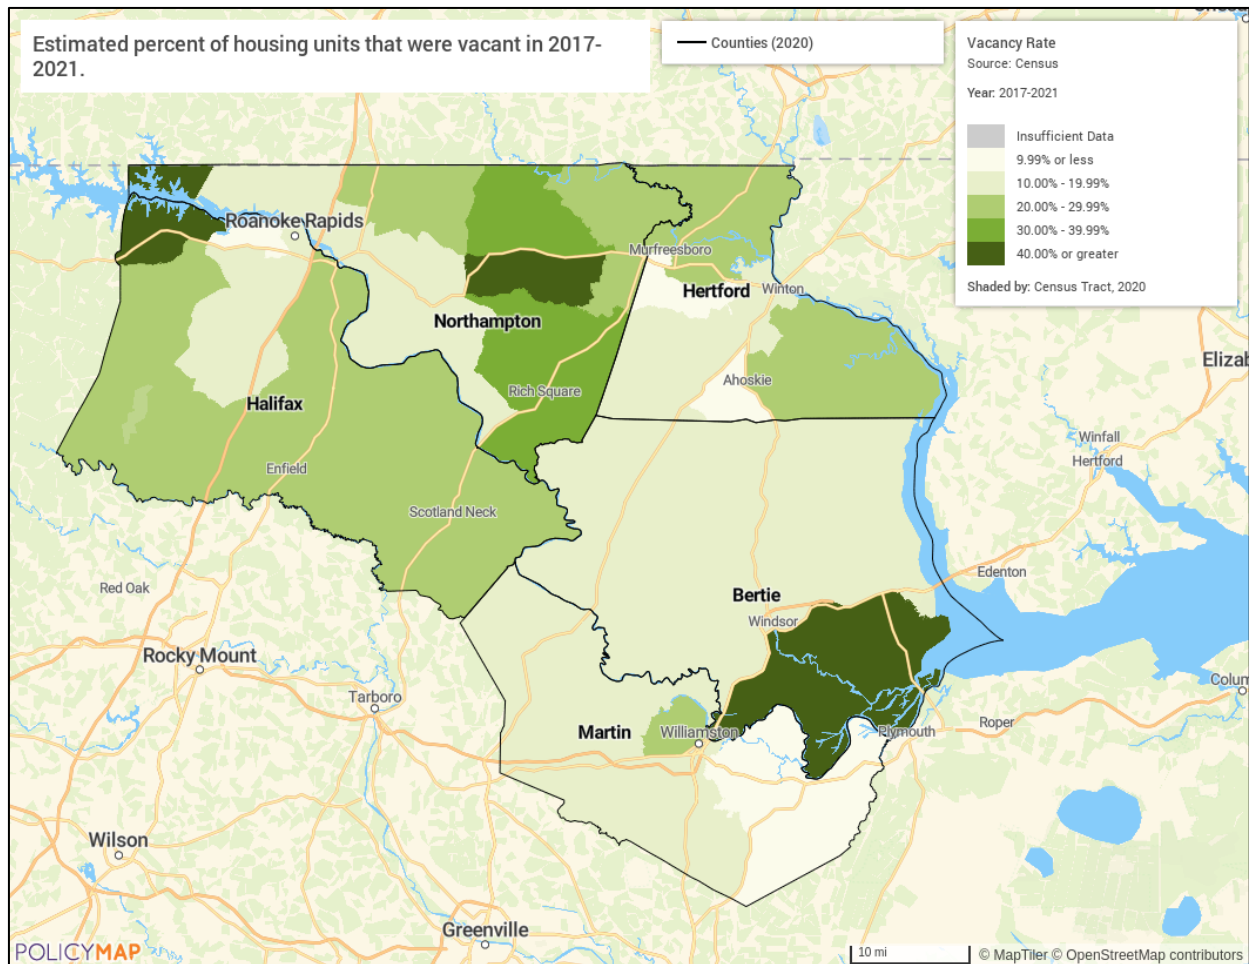 Estimated percent of housing units that were vacant in 2017-
2021.
Counties (2020)
Vacancy Rate
Source: Census
Year: 2017-2021
Insufficient Data
9.99% or less
10.00% - 19.99%
20.00% - 29.99%
30.00% - 39.99%
40.00% or greater
Shaded by: Census Tract, 2020
Roanoke Rapids
Murfreesboro
Hertford
Winton
Northampton
Elizab
Rich Square
Ahoskie
Halifax
Winfall
Hertford
Enfield
Scotland Neck
Edenton
Red Oak
Bertie
Windsor
Rocky Mount
Colum
Tarboro
Martin
Williamston
Plymouth
Roper
Wilson
Greenville
POLICYMAP
10 mi
© MapTiler © OpenStreetMap contributors